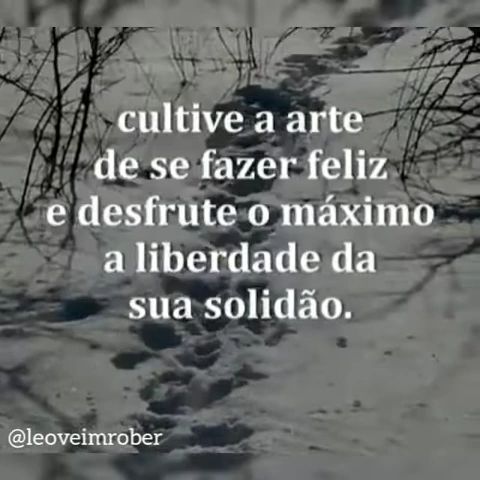 cultive a arte
de se fazer feliz
e desfrute o máximo
a liberdade da
sua solidão.
@leoveimrober